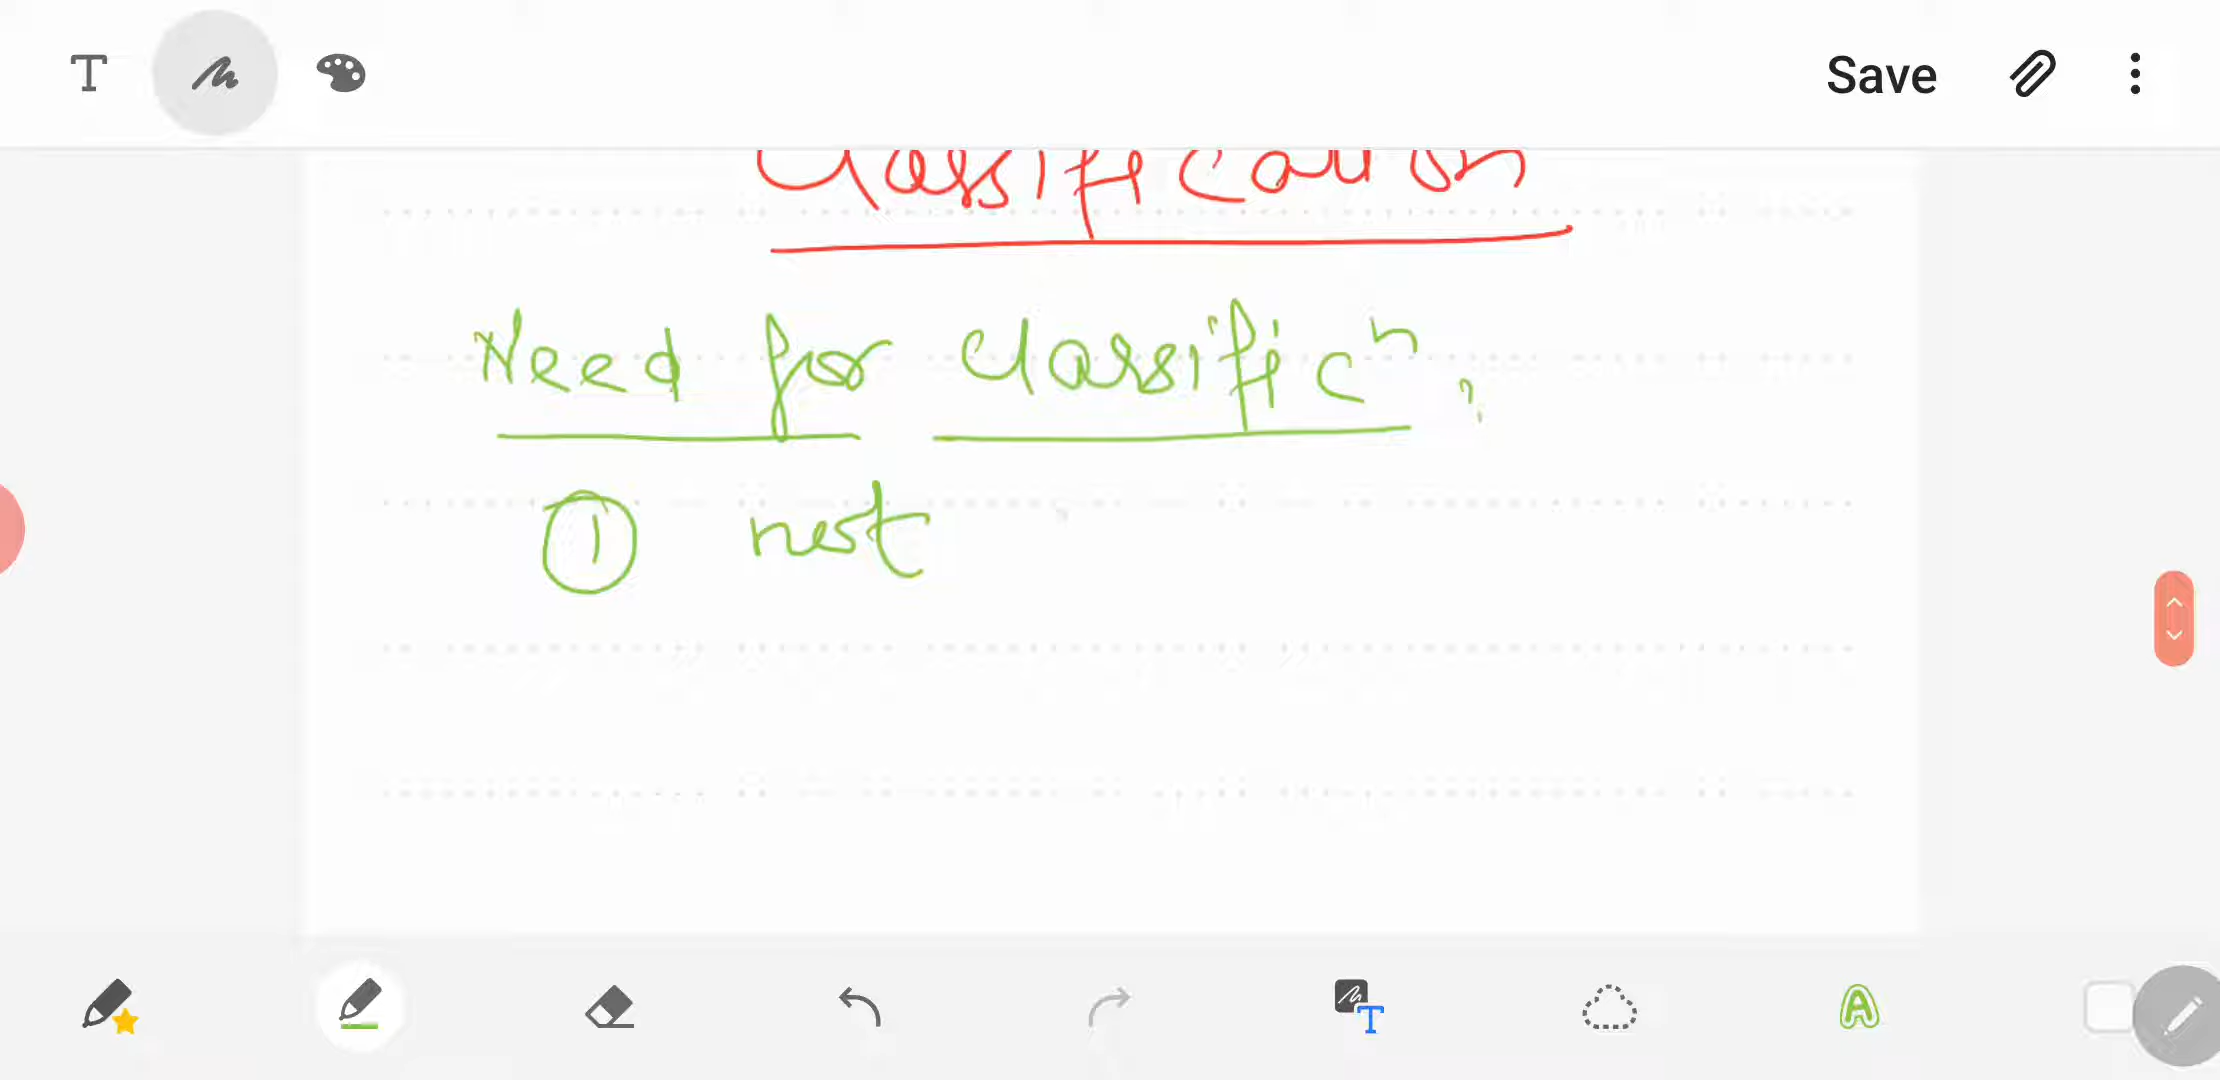 T Save
Classification
Need for classificⁿ :
① nest
T
A